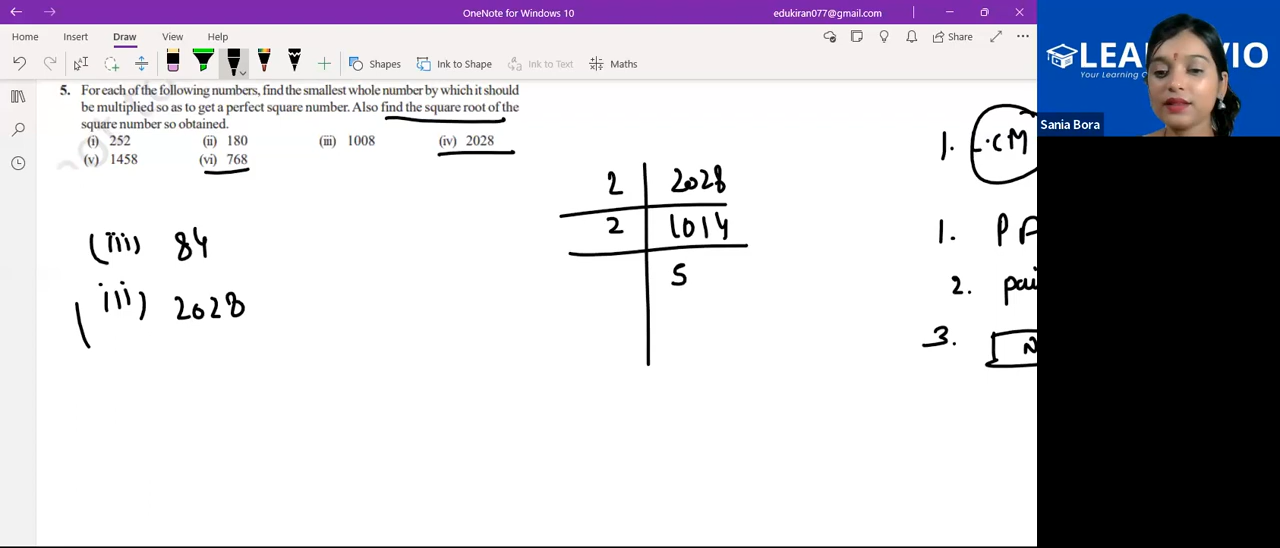 OneNote for Windows 10
edukiran077@gmail.com
Home Insert Draw View Help
Share
Shapes Ink to Shape Ink to Text Maths
LEA VIO
Your Learning
Sania Bora
5. For each of the following numbers, find the smallest whole number by which it should
be multiplied so as to get a perfect square number. Also find the square root of the
square number so obtained.
(i) 252 (ii) 180 (iii) 1008 (iv) 2028
(v) 1458 (vi) 768
(iii) 84
(iii) 2028
2 2028
2 1014
5
1. L.CM
1. PF
2. pai
3. N